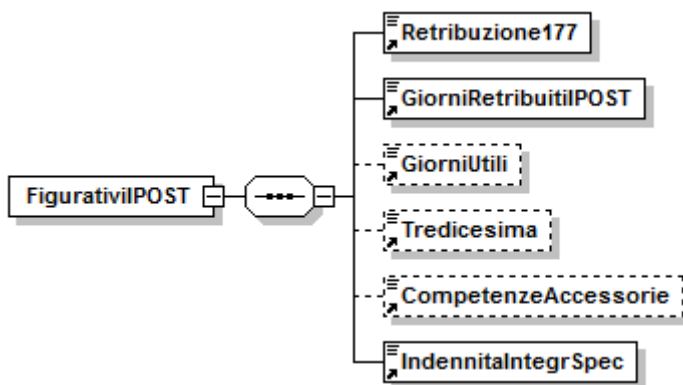 Retribuzione177
GiorniRetribuitiIPOST
GiorniUtili
FigurativiIPOST
Tredicesima
CompetenzeAccessorie
IndennitaIntegrSpec